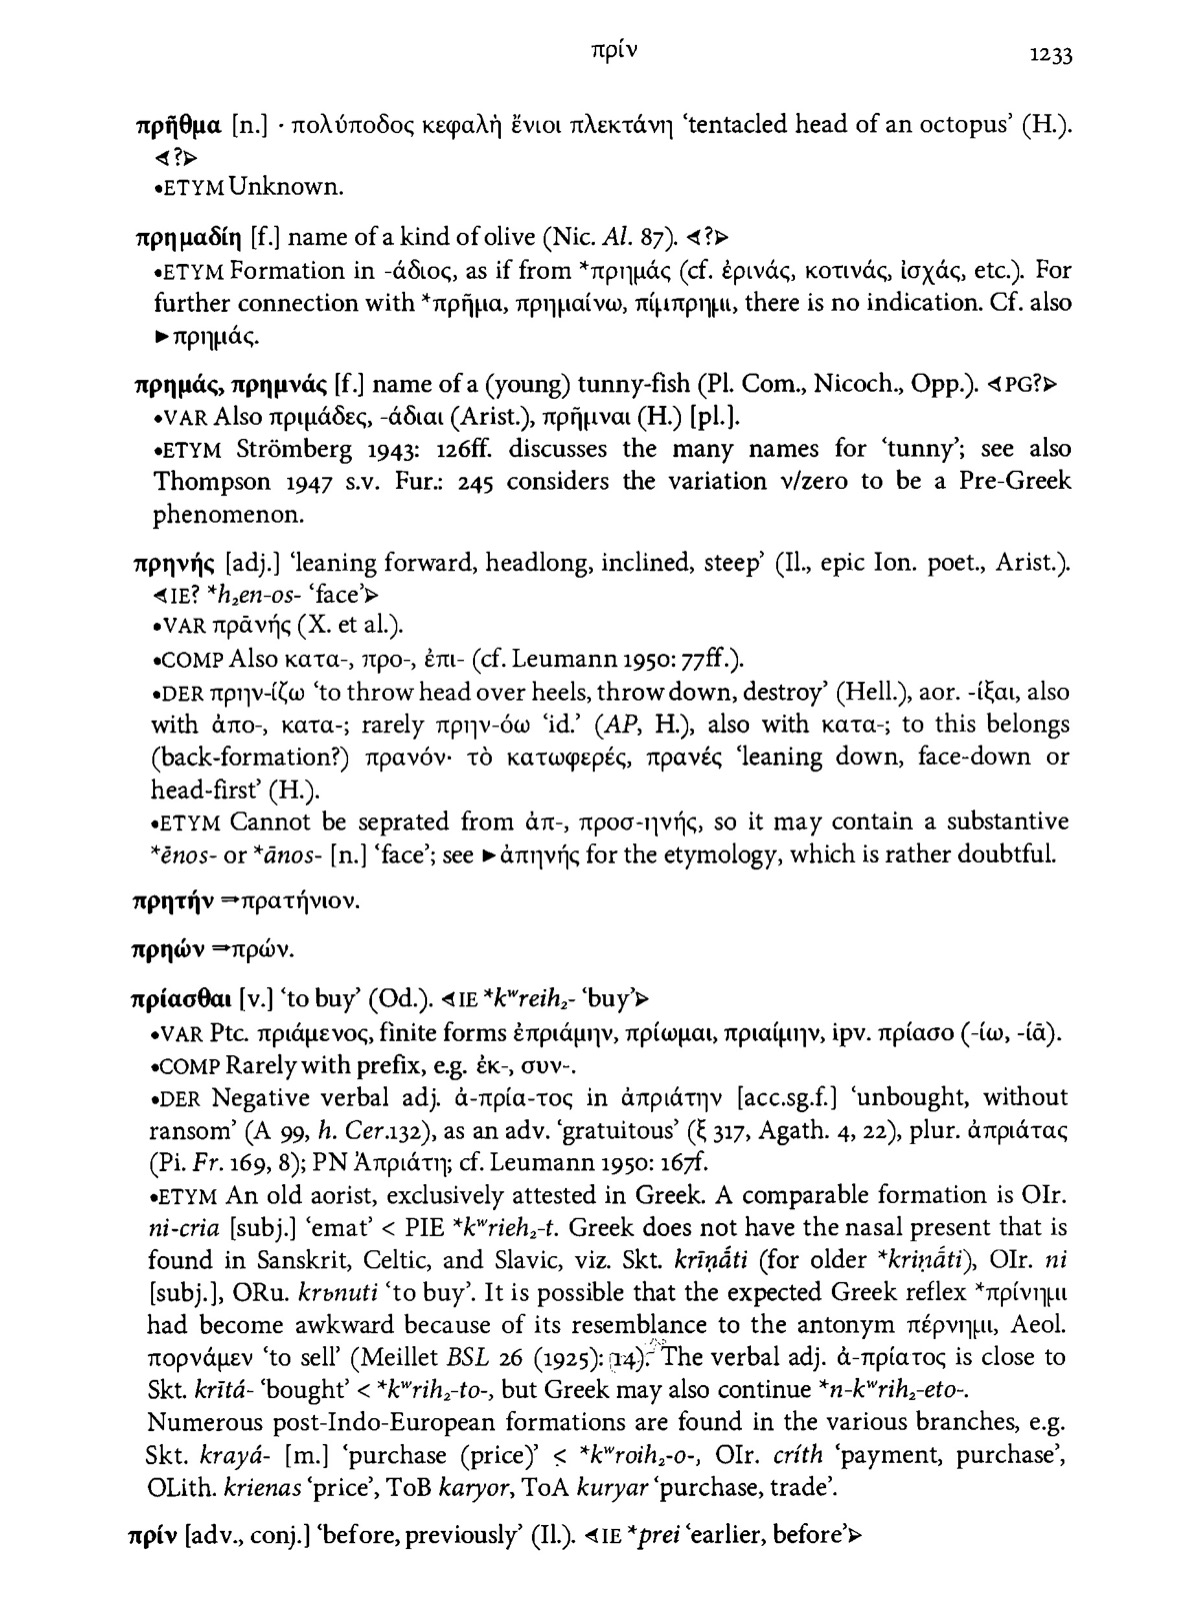 πρίν 1233
πρῆθμα [n.] · πολύποδος κεφαλὴ ἔνιοι πλεκτάνη ‘tentacled head of an octopus’ (H.).
⋖?⋗
•ETYM Unknown.
πρημαδίη [f.] name of a kind of olive (Nic. Al. 87). ⋖?⋗
•ETYM Formation in -άδιος, as if from *πρημάς (cf. ἐρινάς, κοτινάς, ἰσχάς, etc.). For
further connection with *πρῆμα, πρημαίνω, πίμπρημι, there is no indication. Cf. also
►πρημάς.
πρημάς, πρημνάς [f.] name of a (young) tunny-fish (Pl. Com., Nicoch., Opp.). ⋖PG?⋗
•VAR Also πριμάδες, -άδιαι (Arist.), πρῆμναι (H.) [pl.].
•ETYM Strömberg 1943: 126ff. discusses the many names for ‘tunny’; see also
Thompson 1947 s.v. Fur.: 245 considers the variation ν/zero to be a Pre-Greek
phenomenon.
πρηνής [adj.] ‘leaning forward, headlong, inclined, steep’ (Il., epic Ion. poet., Arist.).
⋖IE? *h₂en-os- ‘face’⋗
•VAR πρᾱνής (X. et al.).
•COMP Also κατα-, προ-, ἐπι- (cf. Leumann 1950: 77ff.).
•DER πρην-ίζω ‘to throw head over heels, throw down, destroy’ (Hell.), aor. -ίξαι, also
with ἀπο-, κατα-; rarely πρην-όω ‘id.’ (AP, H.), also with κατα-; to this belongs
(back-formation?) πρανόν· τὸ κατωφερές, πρανές ‘leaning down, face-down or
head-first’ (H.).
•ETYM Cannot be seprated from ἀπ-, προσ-ηνής, so it may contain a substantive
*ēnos- or *ānos- [n.] ‘face’; see ►ἀπηνής for the etymology, which is rather doubtful.
πρητήν ⇒πρατήνιον.
πρηών ⇒πρών.
πρίασθαι [v.] ‘to buy’ (Od.). ⋖IE *kʷreih₂- ‘buy’⋗
•VAR Ptc. πριάμενος, finite forms ἐπριάμην, πρίωμαι, πριαίμην, ipv. πρίασο (-ίω, -ίᾱ).
•COMP Rarely with prefix, e.g. ἐκ-, συν-.
•DER Negative verbal adj. ἀ-πρία-τος in ἀπριάτην [acc.sg.f.] ‘unbought, without
ransom’ (Α 99, h. Cer.132), as an adv. ‘gratuitous’ (ξ 317, Agath. 4, 22), plur. ἀπριάτας
(Pi. Fr. 169, 8); PN Ἀπριάτη; cf. Leumann 1950: 167f.
•ETYM An old aorist, exclusively attested in Greek. A comparable formation is OIr.
ni-cria [subj.] ‘emat’ < PIE *kʷrieh₂-t. Greek does not have the nasal present that is
found in Sanskrit, Celtic, and Slavic, viz. Skt. krīṇā́ti (for older *kriṇā́ti), OIr. ni
[subj.], ORu. krьnuti ‘to buy’. It is possible that the expected Greek reflex *πρίνημι
had become awkward because of its resemblance to the antonym πέρνημι, Aeol.
πορνάμεν ‘to sell’ (Meillet BSL 26 (1925): 14). The verbal adj. ἀ-πρίατος is close to
Skt. krītá- ‘bought’ < *kʷrih₂-to-, but Greek may also continue *n-kʷrih₂-eto-.
Numerous post-Indo-European formations are found in the various branches, e.g.
Skt. krayá- [m.] ‘purchase (price)’ < *kʷroih₂-o-, OIr. críth ‘payment, purchase’,
OLith. krienas ‘price’, ToB karyor, ToA kuryar ‘purchase, trade’.
πρίν [adv., conj.] ‘before, previously’ (Il.). ⋖IE *prei ‘earlier, before’⋗